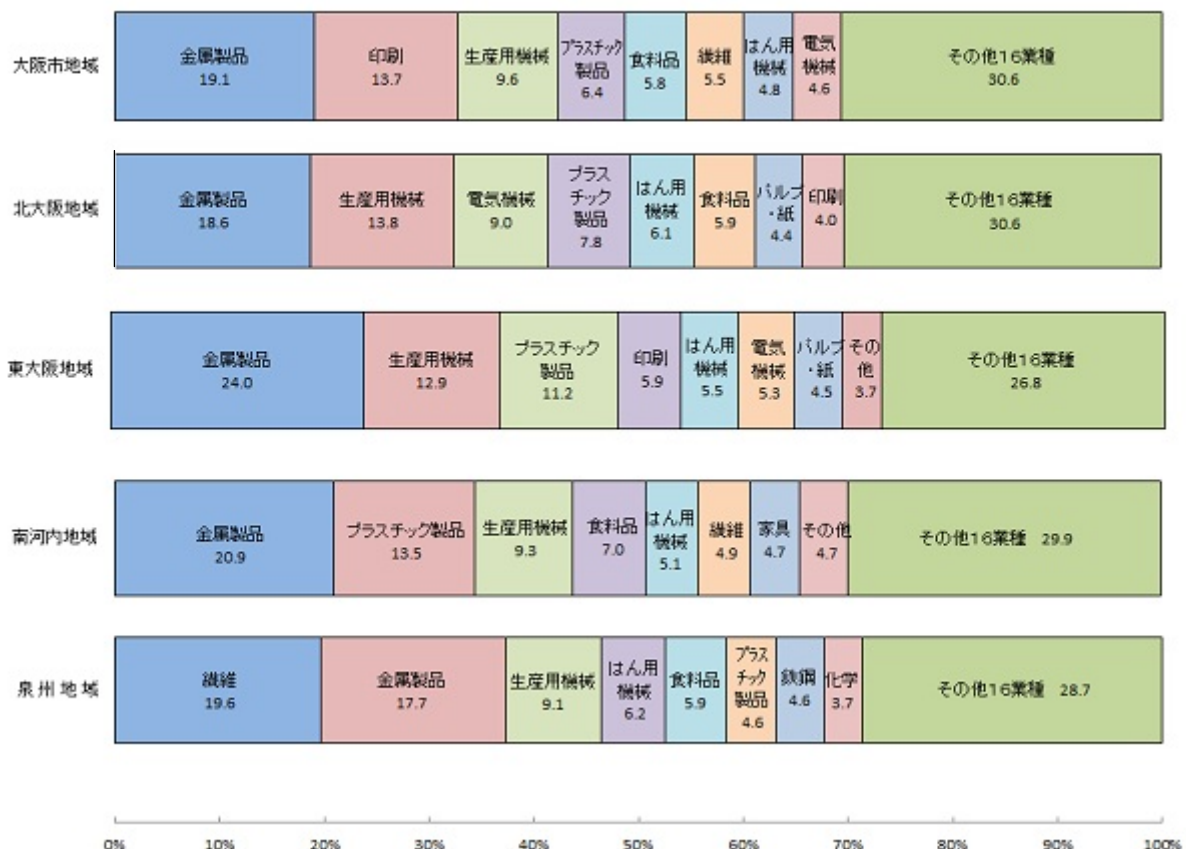 大阪市地域
金属製品
19.1
印刷
13.7
生産用機械
9.6
プラスチック
製品
6.4
食料品
5.8
繊維
5.5
はん用
機械
4.8
電気
機械
4.6
その他16業種
30.6
北大阪地域
金属製品
18.6
生産用機械
13.8
電気機械
9.0
プラス
チック
製品
7.8
はん用
機械
6.1
食料品
5.9
パルプ
・紙
4.4
印刷
4.0
その他16業種
30.6
東大阪地域
金属製品
24.0
生産用機械
12.9
プラスチック
製品
11.2
印刷
5.9
はん用
機械
5.5
電気
機械
5.3
パルプ
・紙
4.5
その
他
3.7
その他16業種
26.8
南河内地域
金属製品
20.9
プラスチック製品
13.5
生産用機械
9.3
食料品
7.0
はん用
機械
5.1
繊維
4.9
家具
4.7
その他
4.7
その他16業種 29.9
泉州地域
繊維
19.6
金属製品
17.7
生産用機械
9.1
はん用
機械
6.2
食料品
5.9
プラス
チック
製品
4.6
鉄鋼
4.6
化学
3.7
その他16業種 28.7
0% 10% 20% 30% 40% 50% 60% 70% 80% 90% 100%